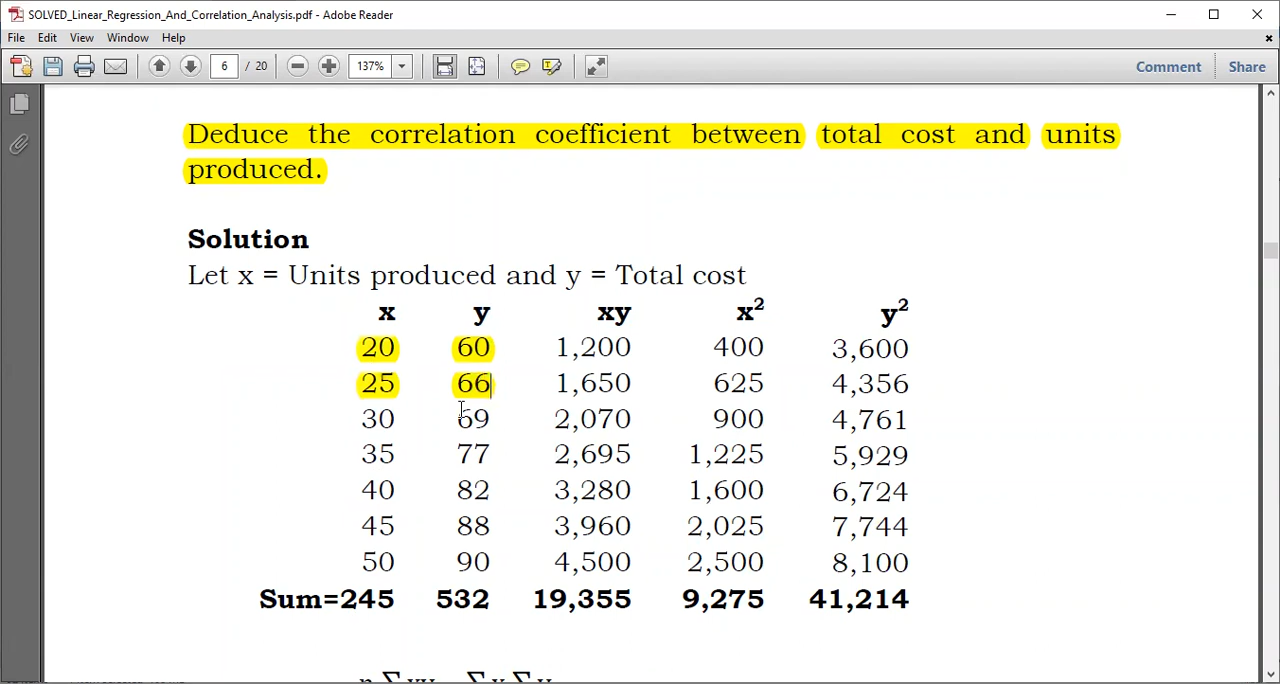 SOLVED_Linear_Regression_And_Correlation_Analysis.pdf - Adobe Reader
File Edit View Window Help
6 / 20 137% Comment Share
Deduce the correlation coefficient between total cost and units
produced.
Solution
Let x = Units produced and y = Total cost
x y xy x² y²
20 60 1,200 400 3,600
25 66 1,650 625 4,356
30 69 2,070 900 4,761
35 77 2,695 1,225 5,929
40 82 3,280 1,600 6,724
45 88 3,960 2,025 7,744
50 90 4,500 2,500 8,100
Sum=245 532 19,355 9,275 41,214